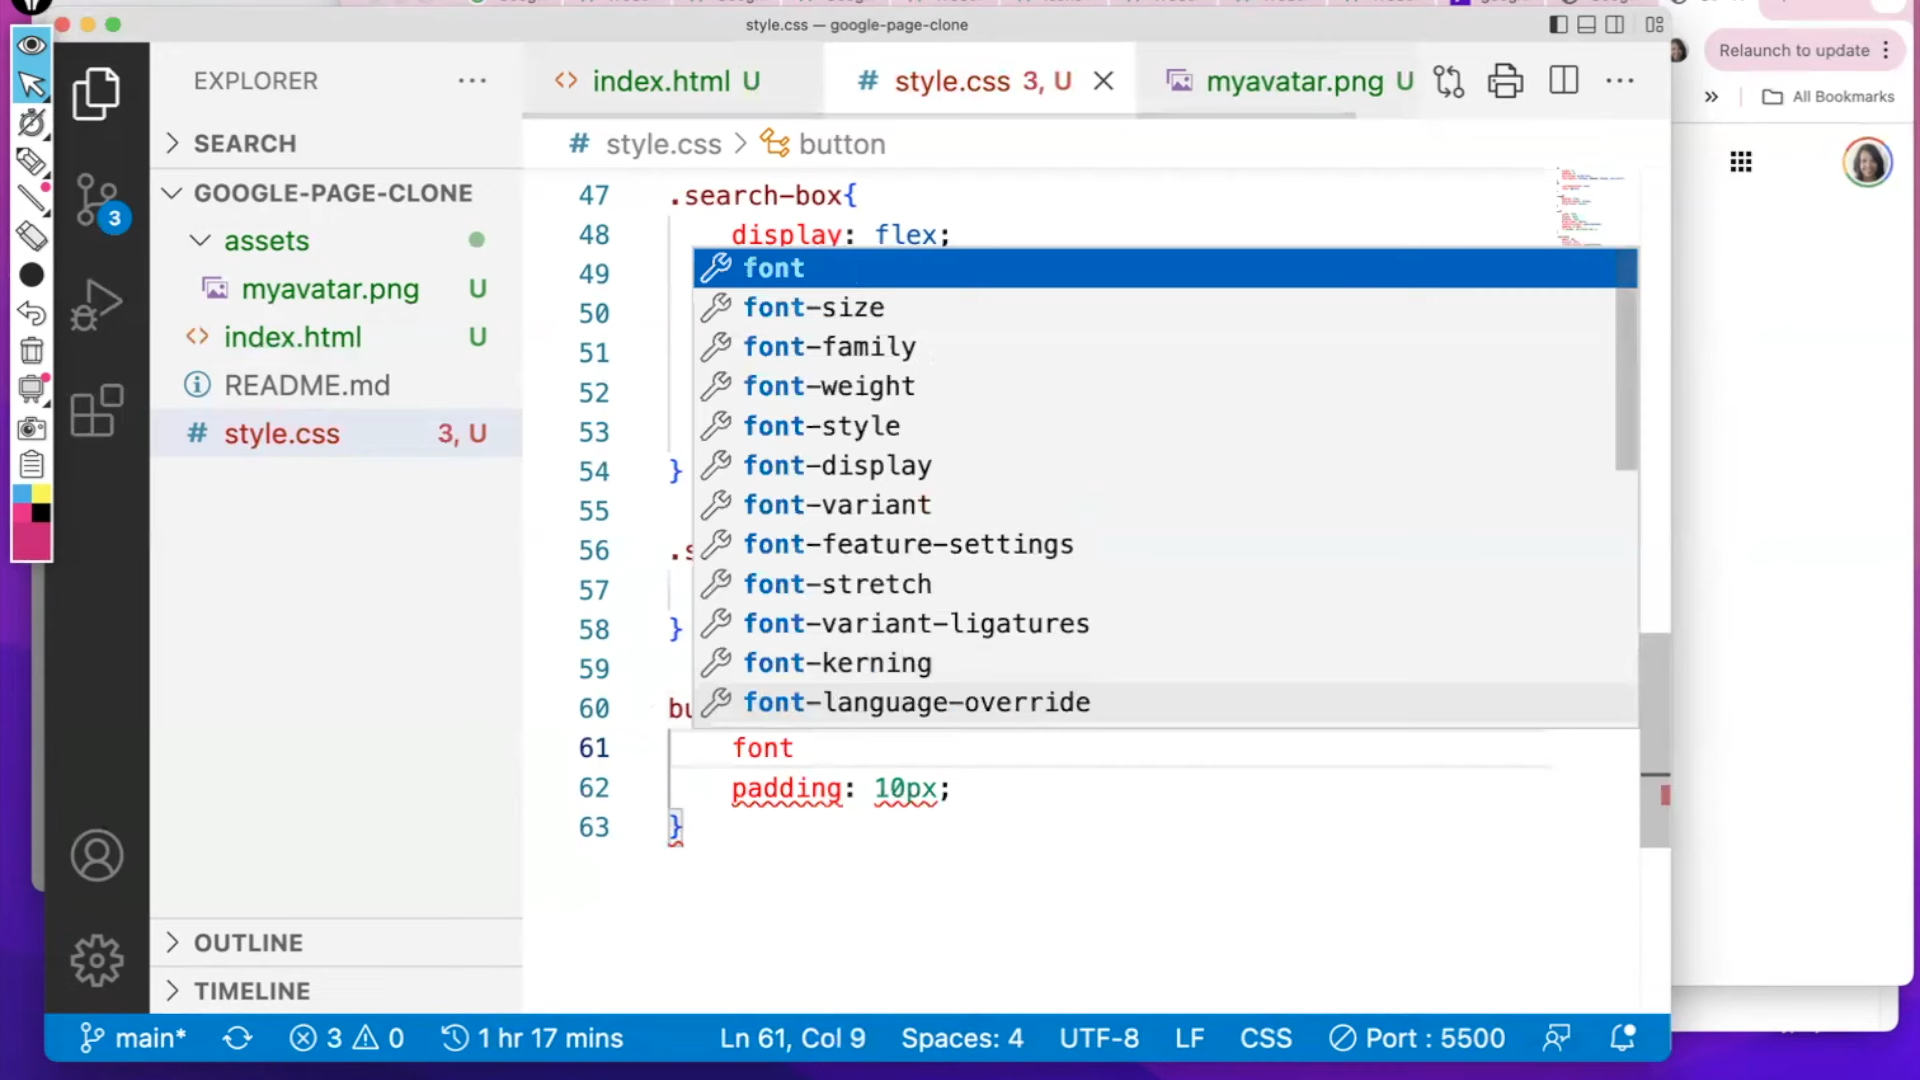 style.css — google-page-clone
Relaunch to update
All Bookmarks
EXPLORER
index.html U
# style.css 3, U
myavatar.png U
SEARCH
# style.css > button
GOOGLE-PAGE-CLONE
assets
myavatar.png U
index.html U
README.md
# style.css 3, U
3
47 .search-box{
48 display: flex;
49
50
51
52
53
54 }
55
56 .s
57
58 }
59
60 bu
font
font-size
font-family
font-weight
font-style
font-display
font-variant
font-feature-settings
font-stretch
font-variant-ligatures
font-kerning
font-language-override
61 font
62 padding: 10px;
63 }
OUTLINE
TIMELINE
main* 3 0 1 hr 17 mins Ln 61, Col 9 Spaces: 4 UTF-8 LF CSS Port : 5500